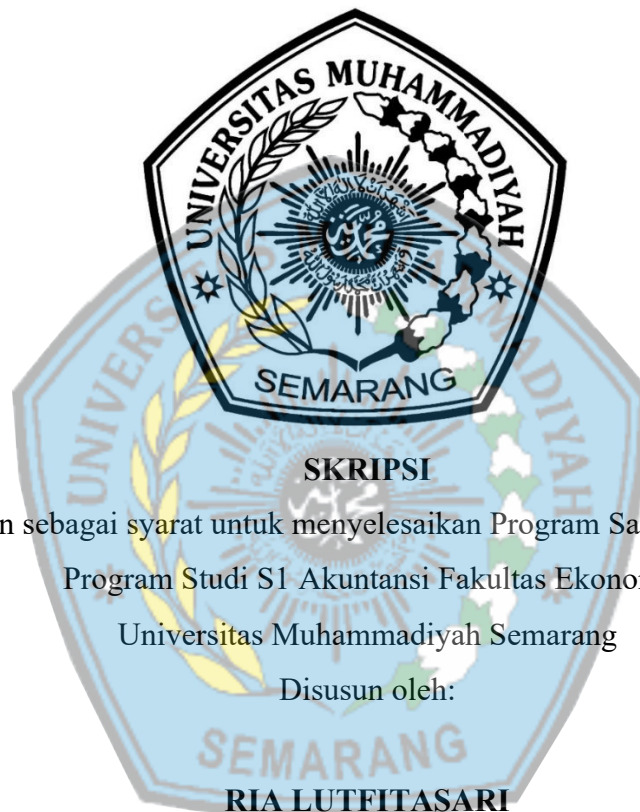 UNIVERSITAS MUHAMMADIYAH
SEMARANG
SKRIPSI
n sebagai syarat untuk menyelesaikan Program Sa
Program Studi S1 Akuntansi Fakultas Ekono
Universitas Muhammadiyah Semarang
Disusun oleh:
SEMARANG
RIA LUTFITASARI